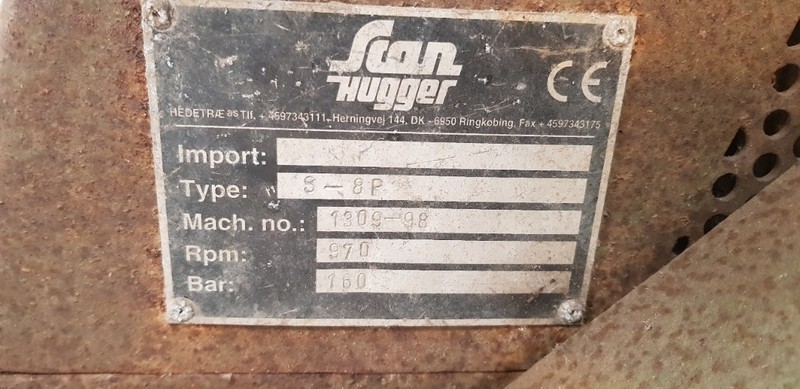 Scan
Hugger
CE
HEDETRÆ as Tlf. + 4597343111, Herningvej 144, DK - 6950 Ringkobing, Fax + 4597343175
Import:
Type: S-8P
Mach. no.: 1309-98
Rpm: 970
Bar: 160